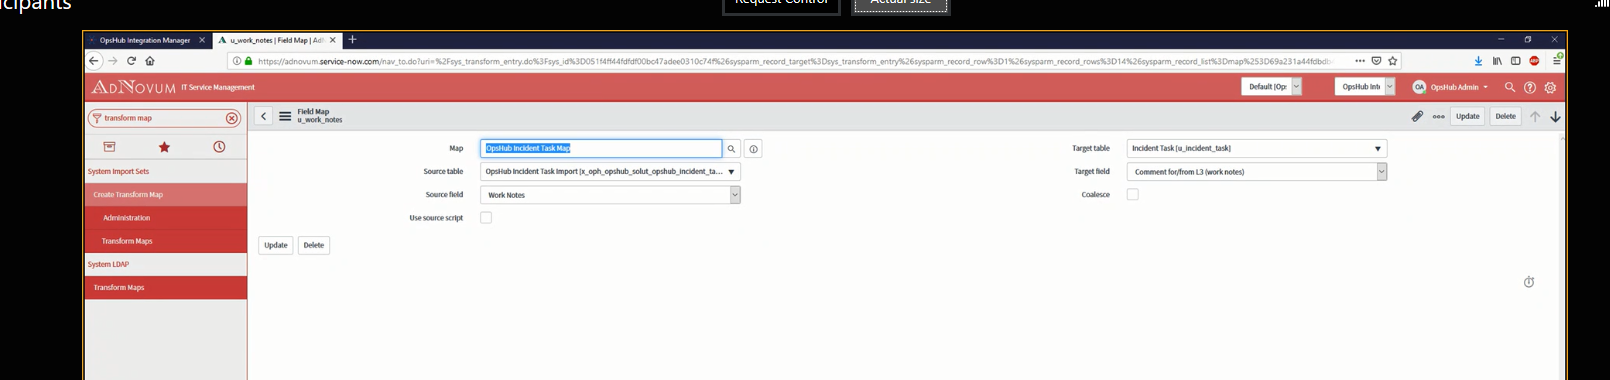 icipants
Request Control
Actual size
OpsHub Integration Manager
u_work_notes | Field Map | Ad
https://adnovum.service-now.com/nav_to.do?uri=%2Fsys_transform_entry.do%3Fsys_id%3D051f4ff44fdfdf00bc47adee0310c74f%26sysparm_record_target%3Dsys_transform_entry%26sysparm_record_row%3D1%26sysparm_record_rows%3D14%26sysparm_record_list%3Dmap%253D69a231a44fdbdb
ADNOVUM IT Service Management
Default [Op:
OpsHub Int
OA OpsHub Admin
transform map
Field Map
u_work_notes
Update
Delete
Map
OpsHub Incident Task Map
Target table
Incident Task [u_incident_task]
Source table
OpsHub Incident Task Import [x_oph_opshub_solut_opshub_incident_ta...
Target field
Comment for/from L3 (work notes)
Source field
Work Notes
Coalesce
Use source script
Update
Delete
System Import Sets
Create Transform Map
Administration
Transform Maps
System LDAP
Transform Maps